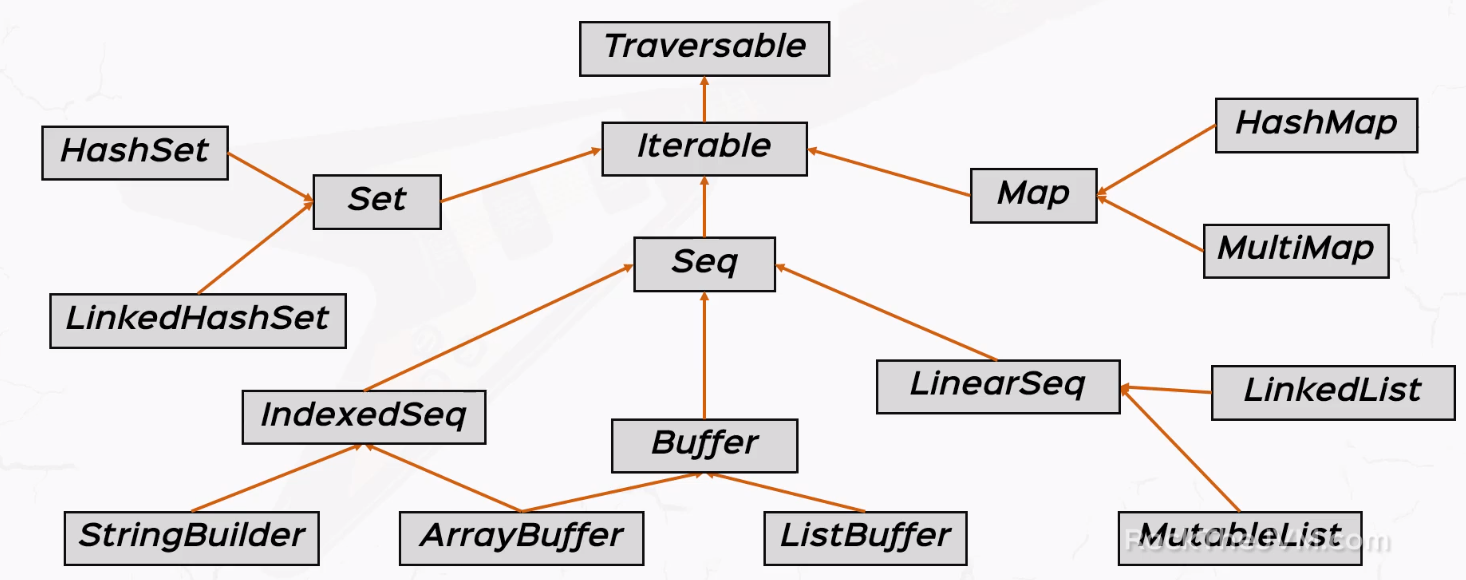 Traversable
HashMap
HashSet
Iterable
Map
Set
MultiMap
Seq
LinkedHashSet
LinearSeq
LinkedList
IndexedSeq
Buffer
StringBuilder
ArrayBuffer
ListBuffer
MutableList
RockTheJVM.com